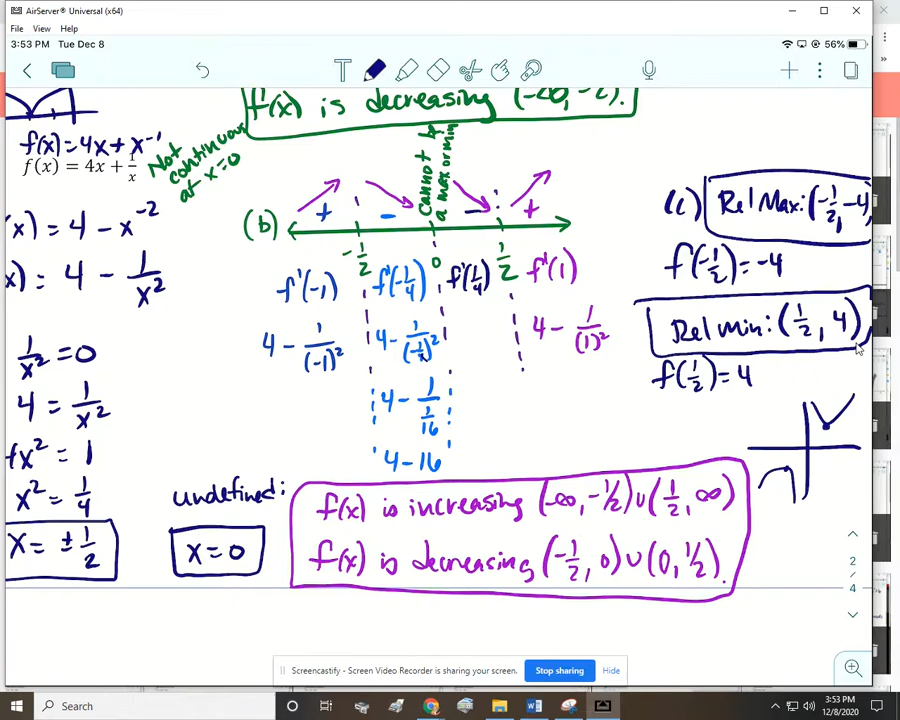 AirServer® Universal (x64)
File View Help
3:53 PM Tue Dec 8
56%
f'(x) is decreasing (-20, -2).
f(x) = 4x + x⁻¹
f(x) = 4x + 1/x
Not continuous at x=0
Cannot be a max or min
(x) = 4 - x⁻²
(x) = 4 - 1/x²
1/x² = 0
4 = 1/x²
x² = 1
x² = 1/4
x = ± 1/2
undefined:
x = 0
(b)
+ - - +
-1/2 0 1/2
f'(-1) f'(-1/4) f'(1/4) f'(1)
4 - 1/(-1)² 4 - 1/(-1/4)² 4 - 1/(1)²
4 - 1/(1/16)
4 - 16
f(x) is increasing (-∞, -1/2) ∪ (1/2, ∞)
f(x) is decreasing (-1/2, 0) ∪ (0, 1/2).
(c) Rel Max: (-1/2, -4)
f(-1/2) = -4
Rel Min: (1/2, 4)
f(1/2) = 4
2
/
4
Screencastify - Screen Video Recorder is sharing your screen.
Stop sharing
Hide
Search
3:53 PM
12/8/2020